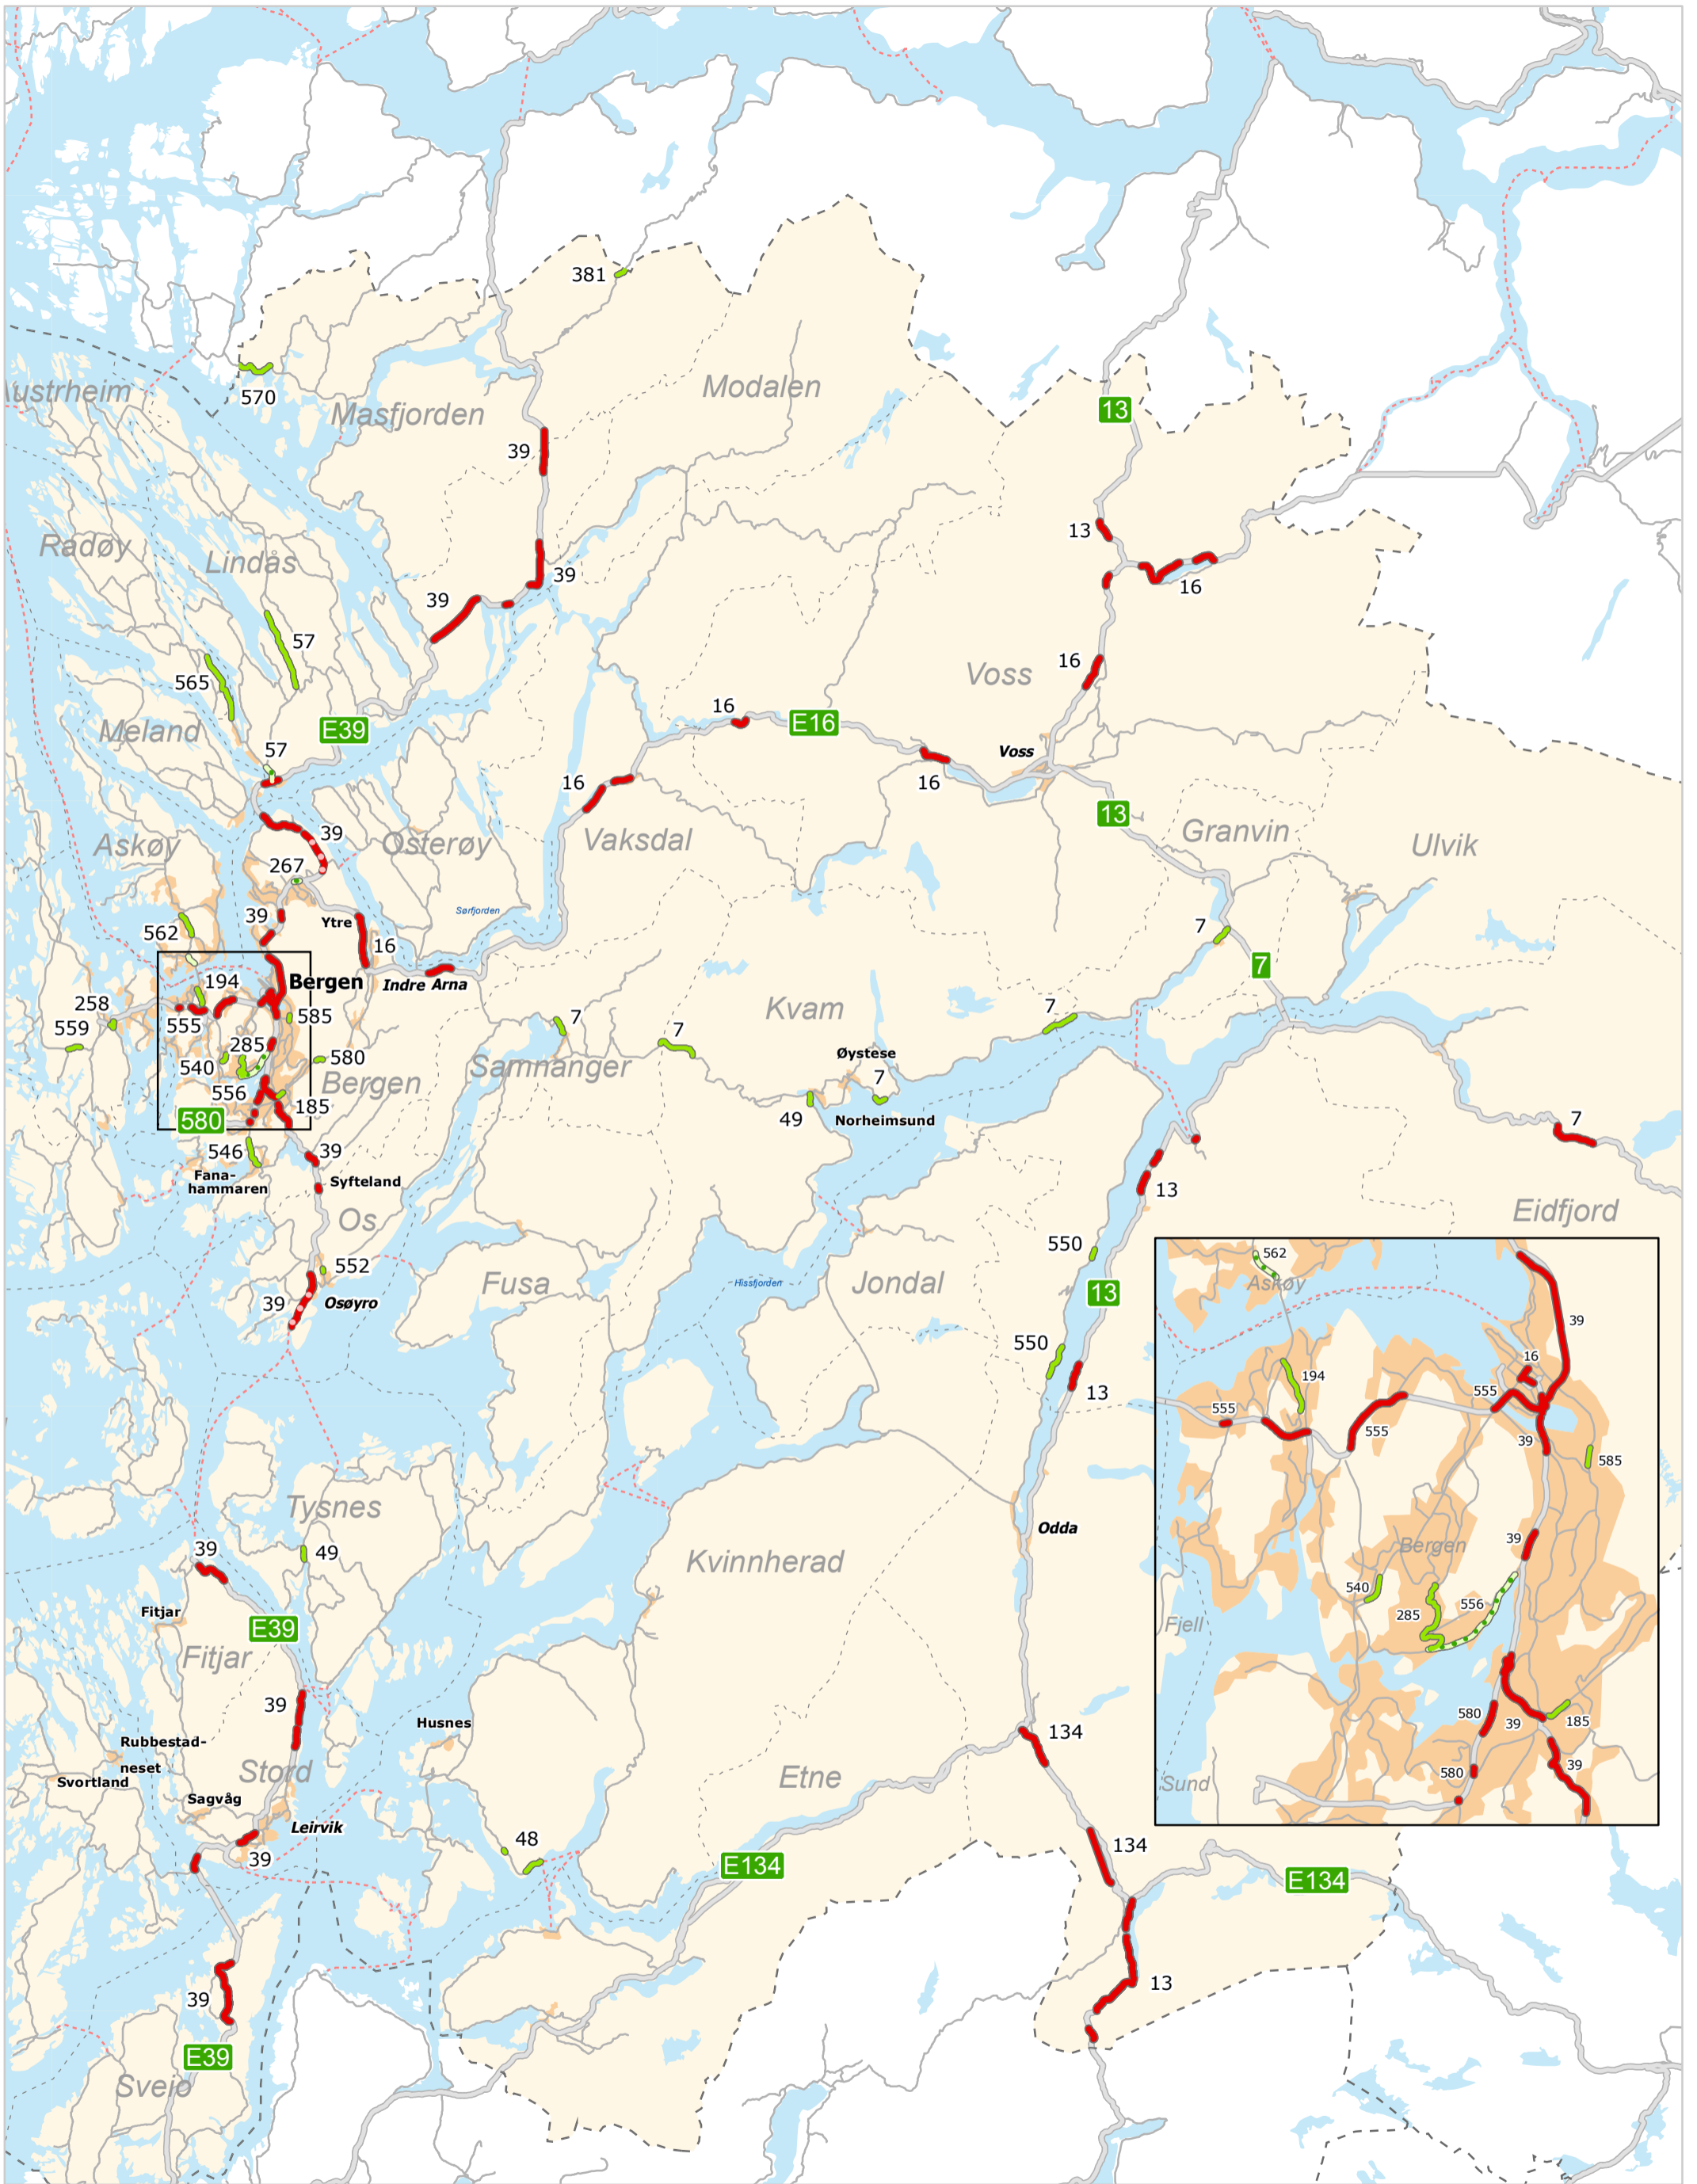 381
570
Masfjorden
Modalen
13
39
13
Radøy
Lindås
39
39
16
57
565
16
Voss
Meland
E39
16
E16
57
Voss
16
16
13
Granvin
39
Askøy
Osterøy
Vaksdal
Ulvik
267
39
Ytre
Sørfjorden
562
16
7
7
Bergen
Indre Arna
194
258
559
555
585
7
7
Kvam
7
285
540
580
Samnanger
Øystese
7
556
Bergen
185
49
Norheimsund
7
580
546
39
Fana-
hammaren
Syfteland
13
Os
Eidfjord
552
550
39
Osøyro
Fusa
Hissfjorden
Jondal
13
550
13
Tysnes
Odda
39
49
Kvinnherad
Fitjar
E39
Fitjar
39
Husnes
134
Rubbestad-
neset
Svortland
Stord
Etne
Sagvåg
Leirvik
39
48
134
E134
E134
13
39
E39
Sveio
562
Askøy
39
16
194
555
555
555
39
585
39
Bergen
540
556
285
Fjell
580
39
185
39
Sund
580